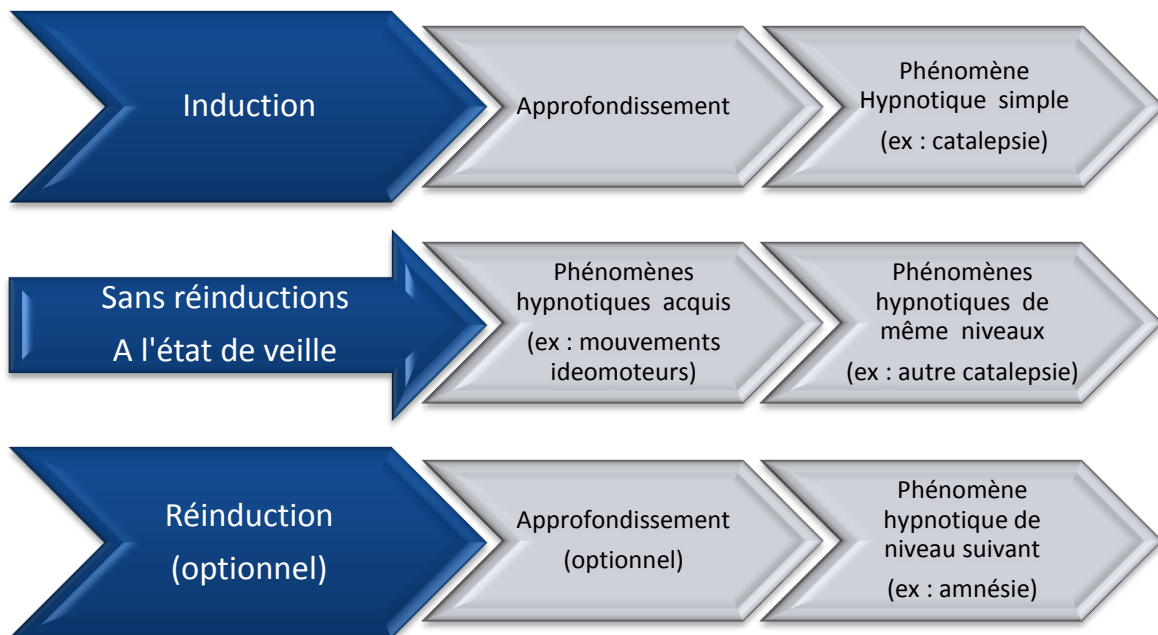 Induction
Approfondissement
Phénomène
Hypnotique simple
(ex : catalepsie)
Sans réinductions
A l'état de veille
Phénomènes
hypnotiques acquis
(ex : mouvements
ideomoteurs)
Phénomènes
hypnotiques de
même niveaux
(ex : autre catalepsie)
Réinduction
(optionnel)
Approfondissement
(optionnel)
Phénomène
hypnotique de
niveau suivant
(ex : amnésie)